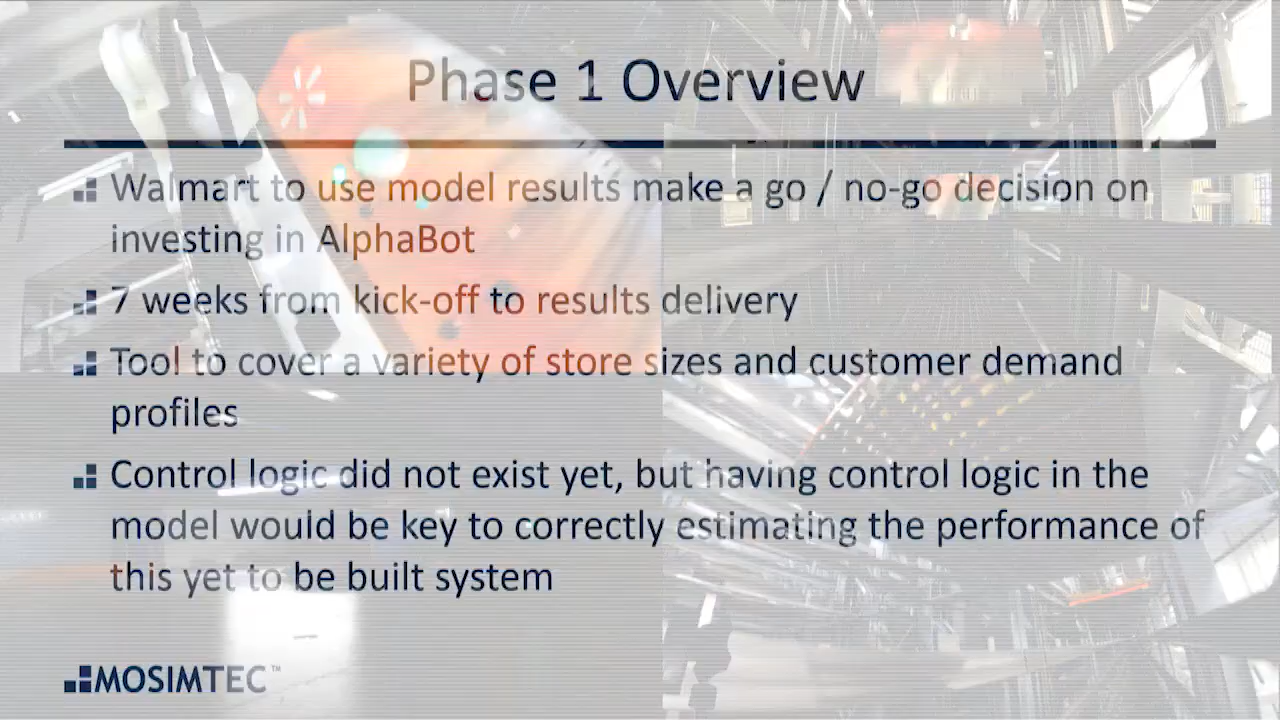 Phase 1 Overview
Walmart to use model results make a go / no-go decision on
investing in AlphaBot
7 weeks from kick-off to results delivery
Tool to cover a variety of store sizes and customer demand
profiles
Control logic did not exist yet, but having control logic in the
model would be key to correctly estimating the performance of
this yet to be built system
MOSIMTEC™